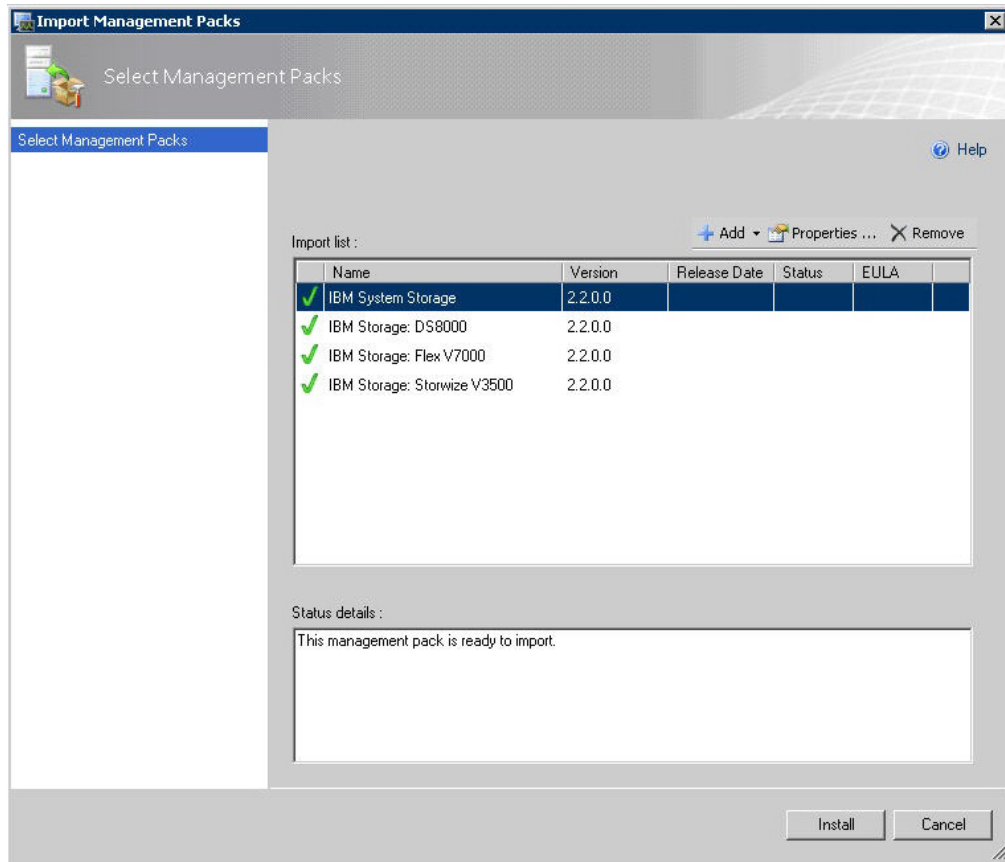 Import Management Packs
Select Management Packs
Select Management Packs
Help
Import list :
Add Properties ... Remove
Name Version Release Date Status EULA
IBM System Storage 2.2.0.0
IBM Storage: DS8000 2.2.0.0
IBM Storage: Flex V7000 2.2.0.0
IBM Storage: Storwize V3500 2.2.0.0
Status details :
This management pack is ready to import.
Install Cancel